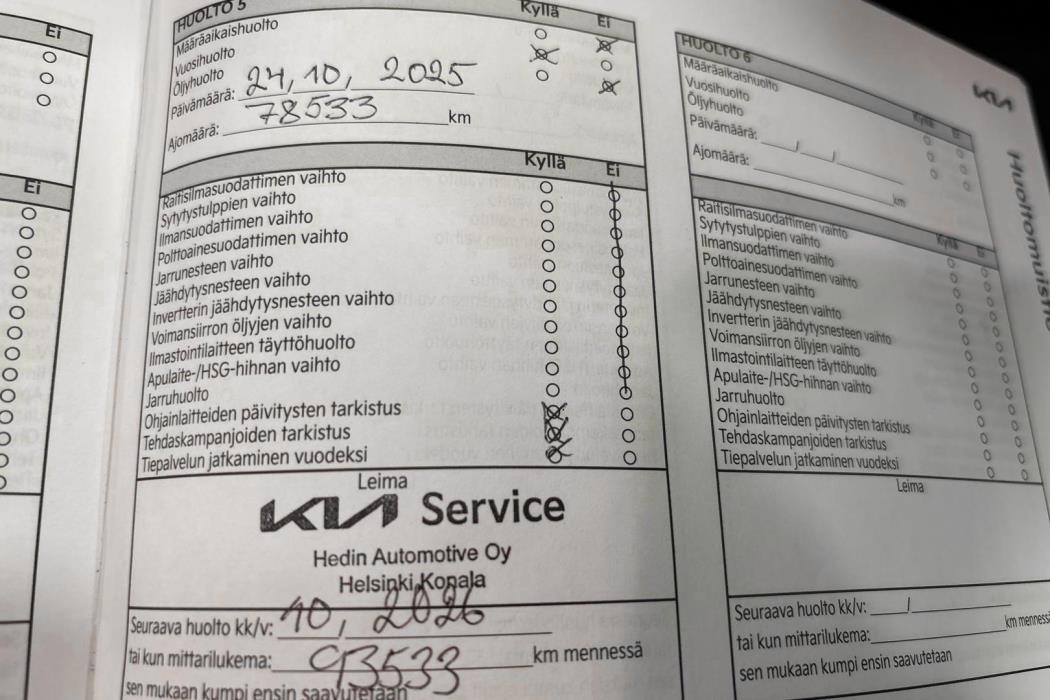 Ei
Ei
HUOLTO 5 Kyllä Ei
Määräaikaishuolto
Vuosihuolto
Öljyhuolto
Päivämäärä: 24, 10, 2025
Ajomäärä: 78533 km
Kyllä Ei
Raitisilmasuodattimen vaihto
Sytytystulppien vaihto
Ilmansuodattimen vaihto
Polttoainesuodattimen vaihto
Jarrunesteen vaihto
Jäähdytysnesteen vaihto
Invertterin jäähdytysnesteen vaihto
Voimansiirron öljyjen vaihto
Ilmastointilaitteen täyttöhuolto
Apulaite-/HSG-hihnan vaihto
Jarruhuolto
Ohjainlaitteiden päivitysten tarkistus
Tehdaskampanjoiden tarkistus
Tiepalvelun jatkaminen vuodeksi
Leima
KIA Service
Hedin Automotive Oy
Helsinki Konala
Seuraava huolto kk/v: 10, 2026
tai kun mittarilukema: 93533 km mennessä
sen mukaan kumpi ensin saavutetaan
HUOLTO 6 Kyllä Ei
Määräaikaishuolto
Vuosihuolto
Öljyhuolto
Päivämäärä: / /
Ajomäärä: km
Kyllä Ei
Raitisilmasuodattimen vaihto
Sytytystulppien vaihto
Ilmansuodattimen vaihto
Polttoainesuodattimen vaihto
Jarrunesteen vaihto
Jäähdytysnesteen vaihto
Invertterin jäähdytysnesteen vaihto
Voimansiirron öljyjen vaihto
Ilmastointilaitteen täyttöhuolto
Apulaite-/HSG-hihnan vaihto
Jarruhuolto
Ohjainlaitteiden päivitysten tarkistus
Tehdaskampanjoiden tarkistus
Tiepalvelun jatkaminen vuodeksi
Leima
Seuraava huolto kk/v: /
tai kun mittarilukema: km mennessä
sen mukaan kumpi ensin saavutetaan
KIA